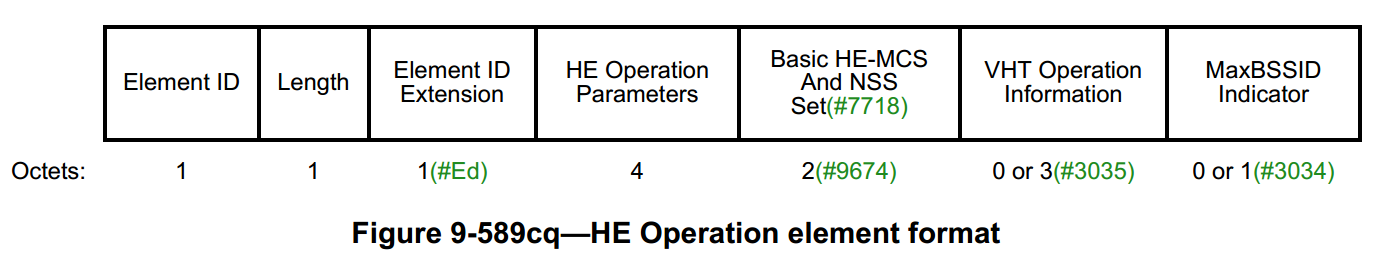 Element ID
Length
Element ID
Extension
HE Operation
Parameters
Basic HE-MCS
And NSS
Set(#7718)
VHT Operation
Information
MaxBSSID
Indicator
Octets:
1
1
1(#Ed)
4
2(#9674)
0 or 3(#3035)
0 or 1(#3034)
Figure 9-589cq—HE Operation element format